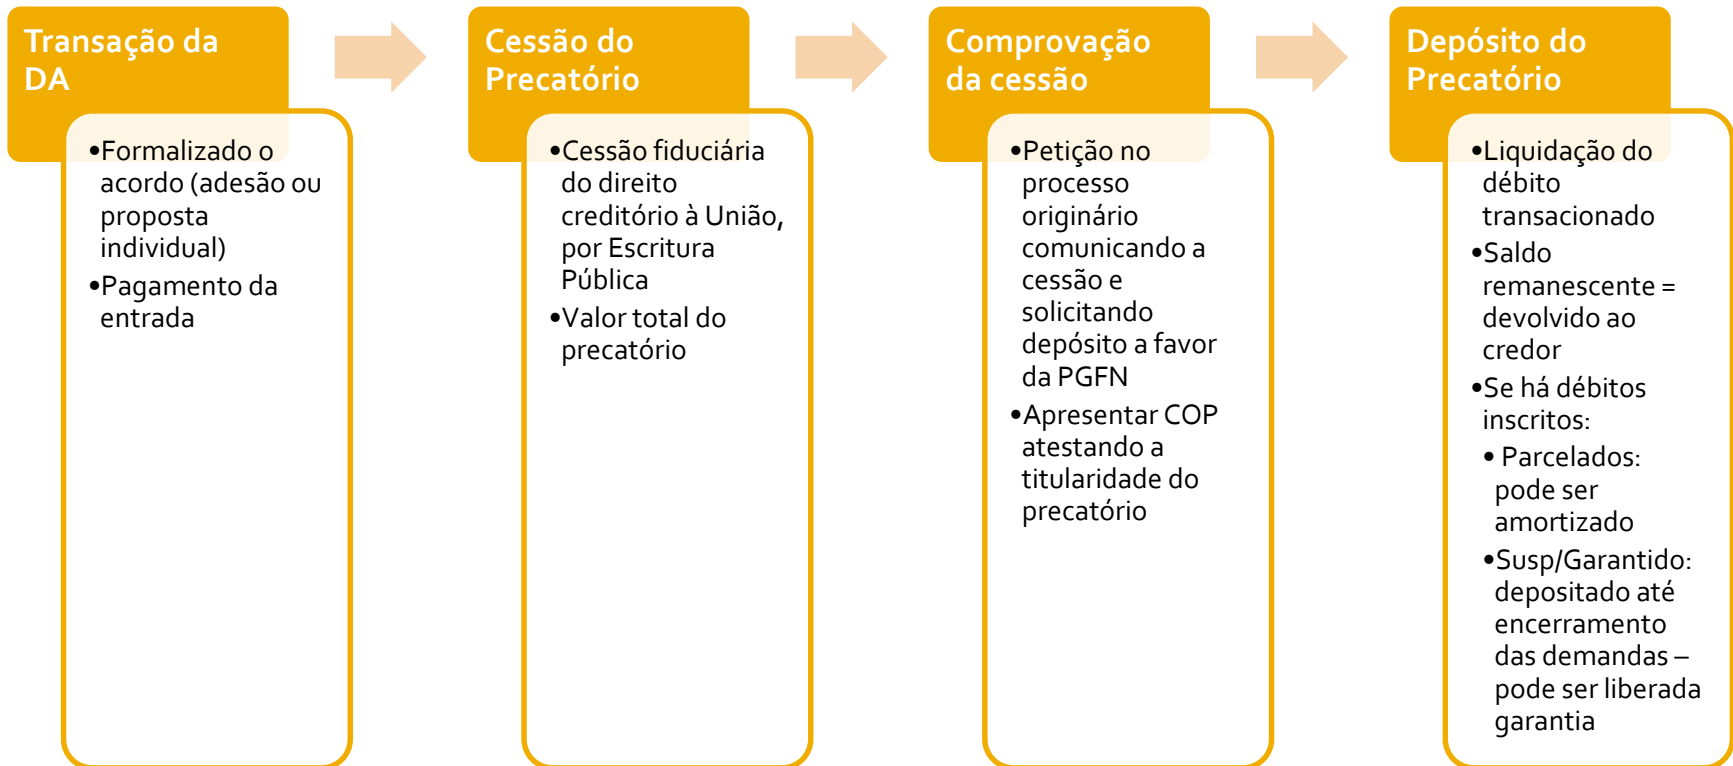 Transação da
DA
•Formalizado o
acordo (adesão ou
proposta
individual)
•Pagamento da
entrada
Cessão do
Precatório
•Cessão fiduciária
do direito
creditório à União,
por Escritura
Pública
•Valor total do
precatório
Comprovação
da cessão
•Petição no
processo
originário
comunicando a
cessão e
solicitando
depósito a favor
da PGFN
•Apresentar COP
atestando a
titularidade do
precatório
Depósito do
Precatório
•Liquidação do
débito
transacionado
•Saldo
remanescente =
devolvido ao
credor
•Se há débitos
inscritos:
• Parcelados:
pode ser
amortizado
•Susp/Garantido:
depositado até
encerramento
das demandas –
pode ser liberada
garantia